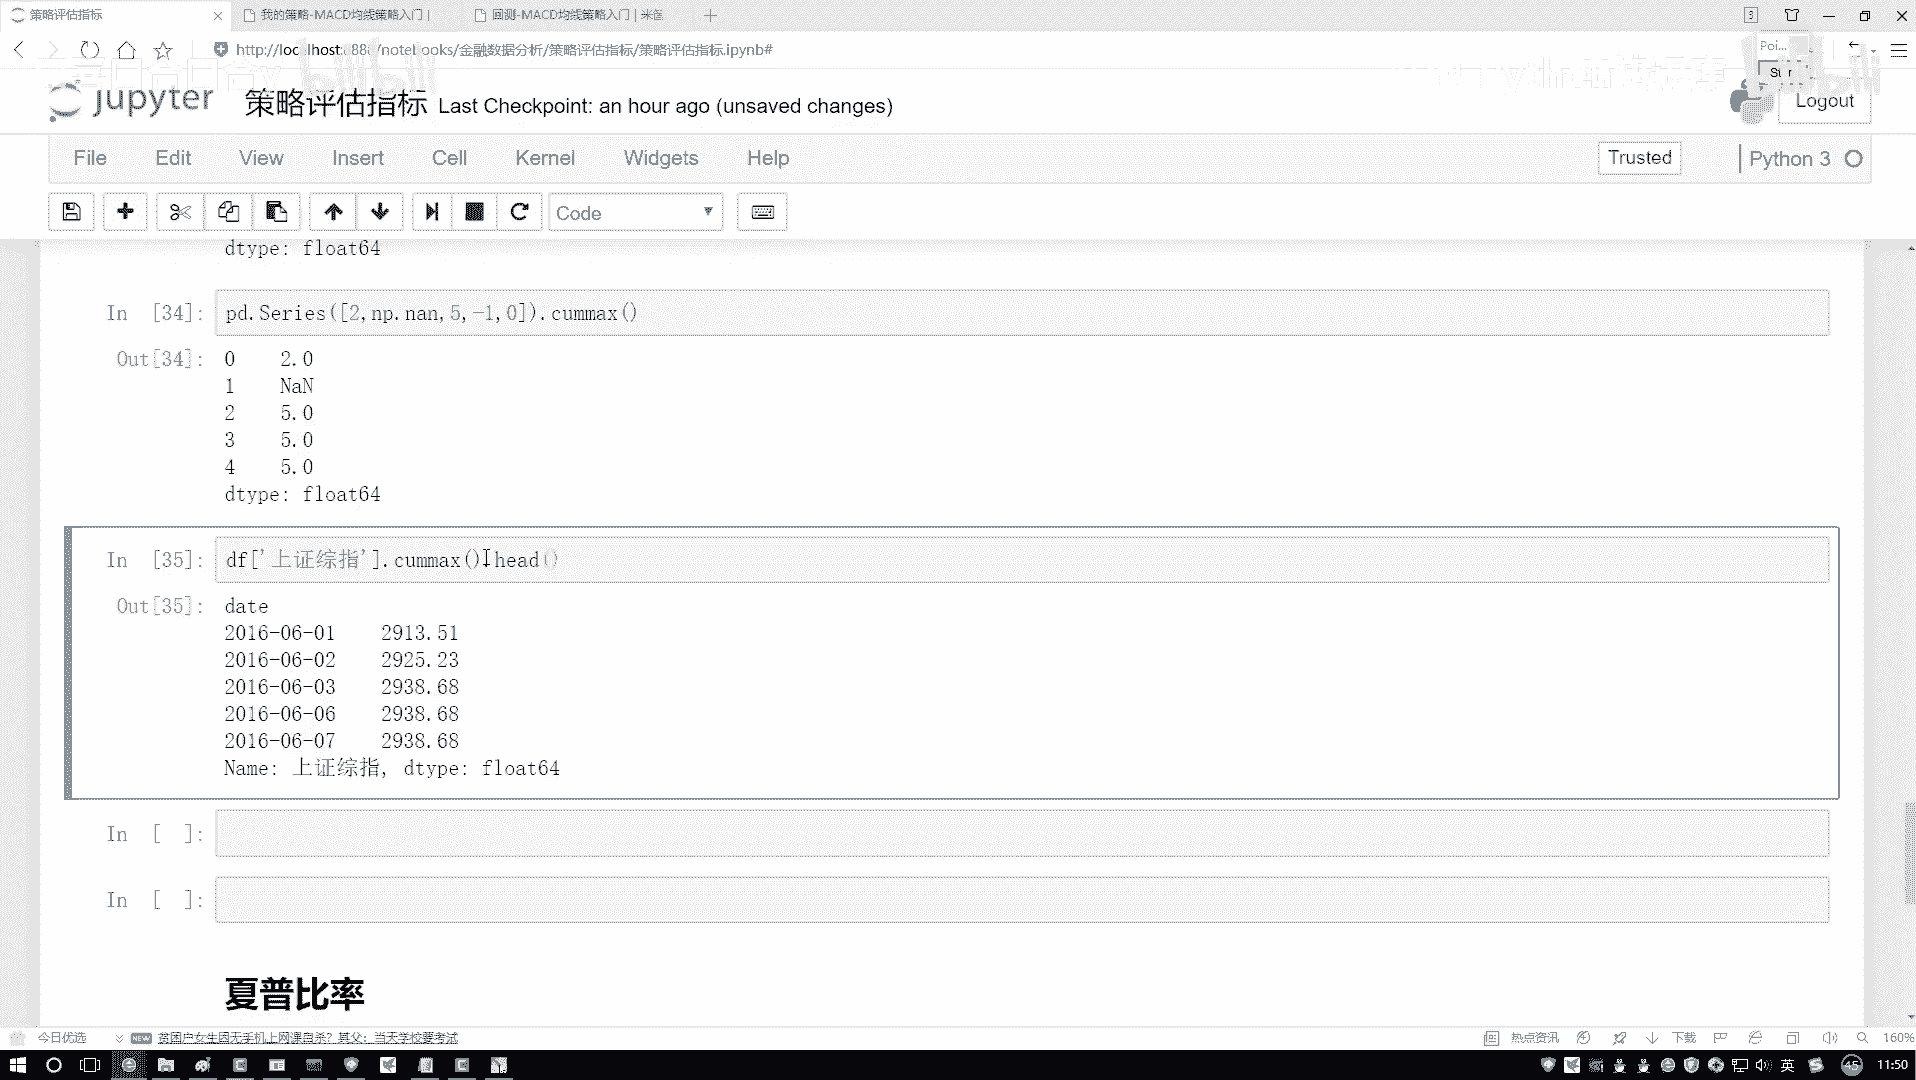 策略评估指标
我的策略-MACD均线策略入门 |
回测-MACD均线策略入门 | 米筐
http://localhost:888/notebooks/金融数据分析/策略评估指标/策略评估指标.ipynb#
Poi...
bilibili
jupyter 策略评估指标 Last Checkpoint: an hour ago (unsaved changes)
Logout
File Edit View Insert Cell Kernel Widgets Help Trusted Python 3
Code
dtype: float64
In [34]: pd.Series([2,np.nan,5,-1,0]).cummax()
Out[34]: 0 2.0
1 NaN
2 5.0
3 5.0
4 5.0
dtype: float64
In [35]: df['上证综指'].cummax().head()
Out[35]: date
2016-06-01 2913.51
2016-06-02 2925.23
2016-06-03 2938.68
2016-06-06 2938.68
2016-06-07 2938.68
Name: 上证综指, dtype: float64
In [ ]:
In [ ]:
夏普比率
今日优选 NEW 贫困户女生因无手机上网课自杀？其父：当天学校要考试 热点资讯 下载 160%
英 45 11:50